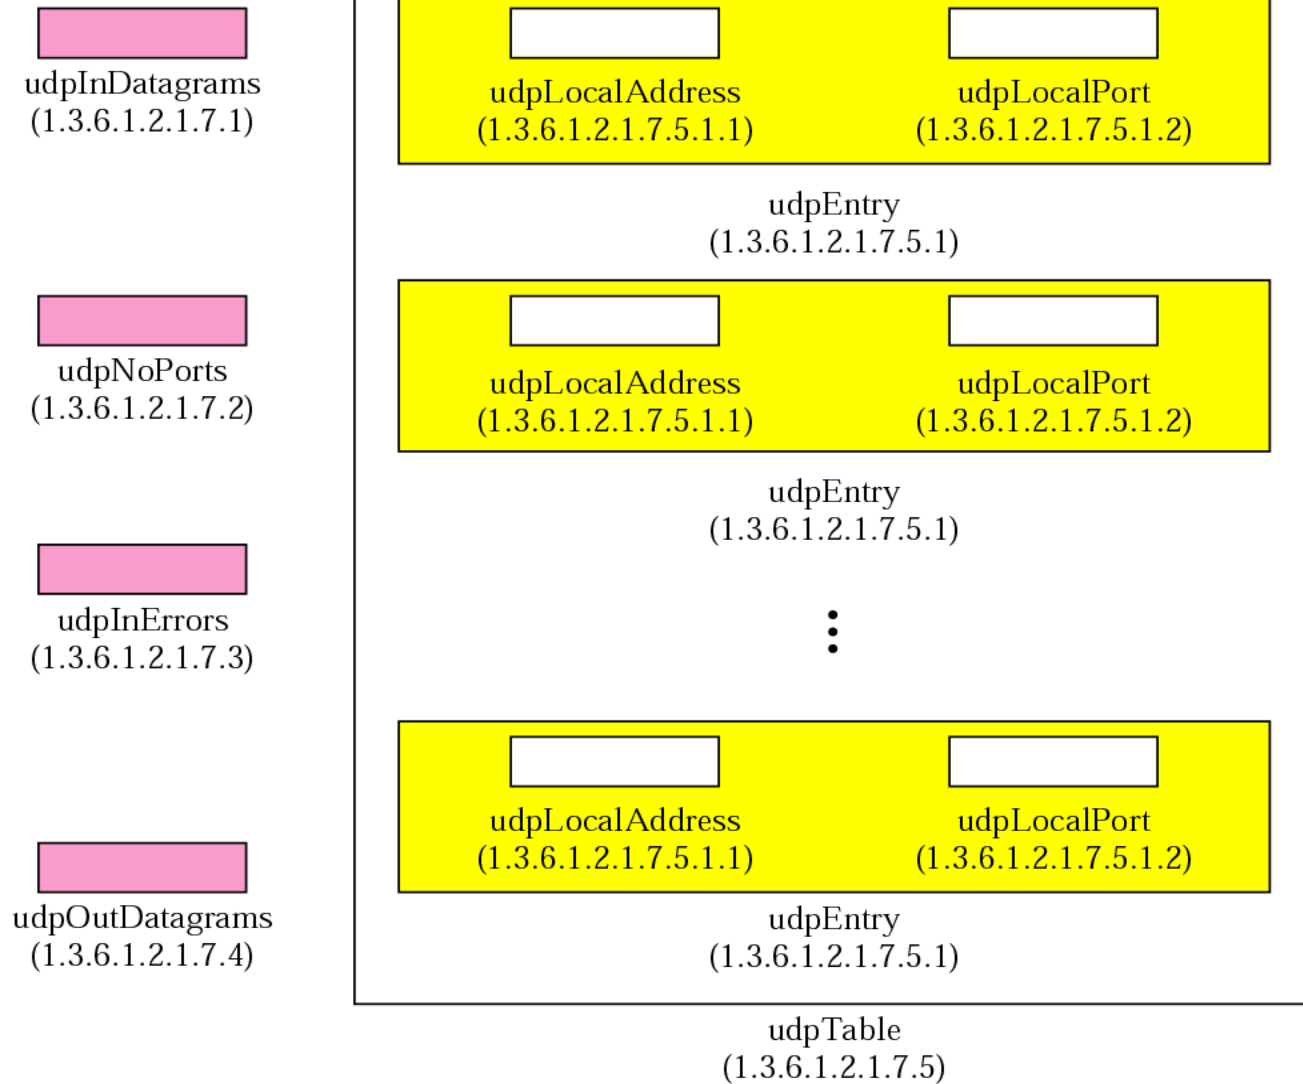 udpInDatagrams
(1.3.6.1.2.1.7.1)
udpNoPorts
(1.3.6.1.2.1.7.2)
udpInErrors
(1.3.6.1.2.1.7.3)
udpOutDatagrams
(1.3.6.1.2.1.7.4)
udpLocalAddress
(1.3.6.1.2.1.7.5.1.1)
udpLocalPort
(1.3.6.1.2.1.7.5.1.2)
udpEntry
(1.3.6.1.2.1.7.5.1)
udpLocalAddress
(1.3.6.1.2.1.7.5.1.1)
udpLocalPort
(1.3.6.1.2.1.7.5.1.2)
udpEntry
(1.3.6.1.2.1.7.5.1)
udpLocalAddress
(1.3.6.1.2.1.7.5.1.1)
udpLocalPort
(1.3.6.1.2.1.7.5.1.2)
udpEntry
(1.3.6.1.2.1.7.5.1)
udpTable
(1.3.6.1.2.1.7.5)